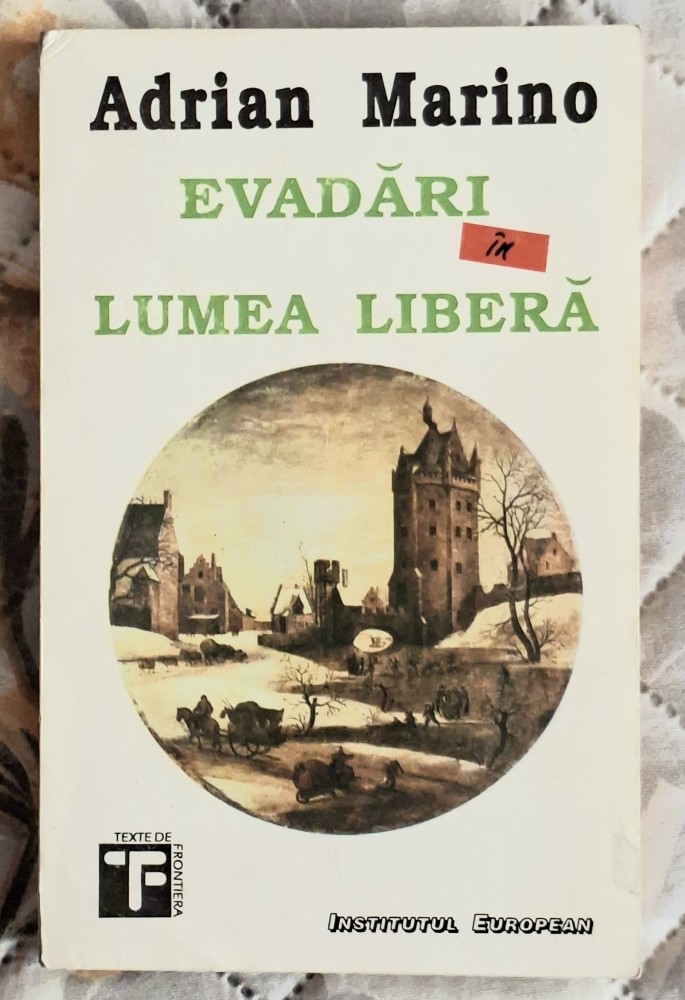 Adrian Marino
EVADĂRI
în
LUMEA LIBERĂ
TEXTE DE
FRONTIERA
TF
INSTITUTUL EUROPEAN